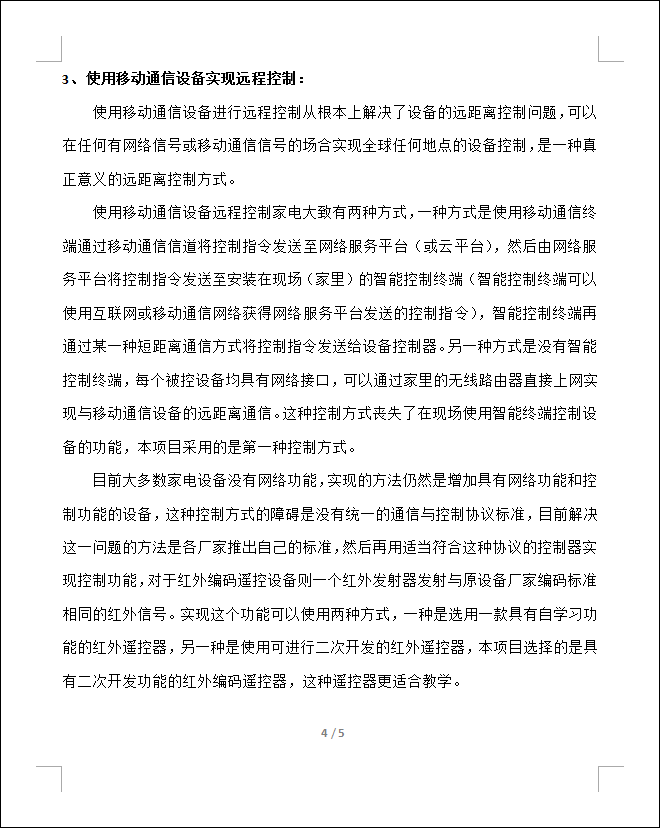 3、使用移动通信设备实现远程控制：
使用移动通信设备进行远程控制从根本上解决了设备的远距离控制问题，可以
在任何有网络信号或移动通信信号的场合实现全球任何地点的设备控制，是一种真
正意义的远距离控制方式。
使用移动通信设备远程控制家电大致有两种方式，一种方式是使用移动通信终
端通过移动通信信道将控制指令发送至网络服务平台（或云平台），然后由网络服
务平台将控制指令发送至安装在现场（家里）的智能控制终端（智能控制终端可以
使用互联网或移动通信网络获得网络服务平台发送的控制指令），智能控制终端再
通过某一种短距离通信方式将控制指令发送给设备控制器。另一种方式是没有智能
控制终端，每个被控设备均具有网络接口，可以通过家里的无线路由器直接上网实
现与移动通信设备的远距离通信。这种控制方式丧失了在现场使用智能终端控制设
备的功能，本项目采用的是第一种控制方式。
目前大多数家电设备没有网络功能，实现的方法仍然是增加具有网络功能和控
制功能的设备，这种控制方式的障碍是没有统一的通信与控制协议标准，目前解决
这一问题的方法是各厂家推出自己的标准，然后再用适当符合这种协议的控制器实
现控制功能，对于红外编码遥控设备则一个红外发射器发射与原设备厂家编码标准
相同的红外信号。实现这个功能可以使用两种方式，一种是选用一款具有自学习功
能的红外遥控器，另一种是使用可进行二次开发的红外遥控器，本项目选择的是具
有二次开发功能的红外编码遥控器，这种遥控器更适合教学。
4 / 5